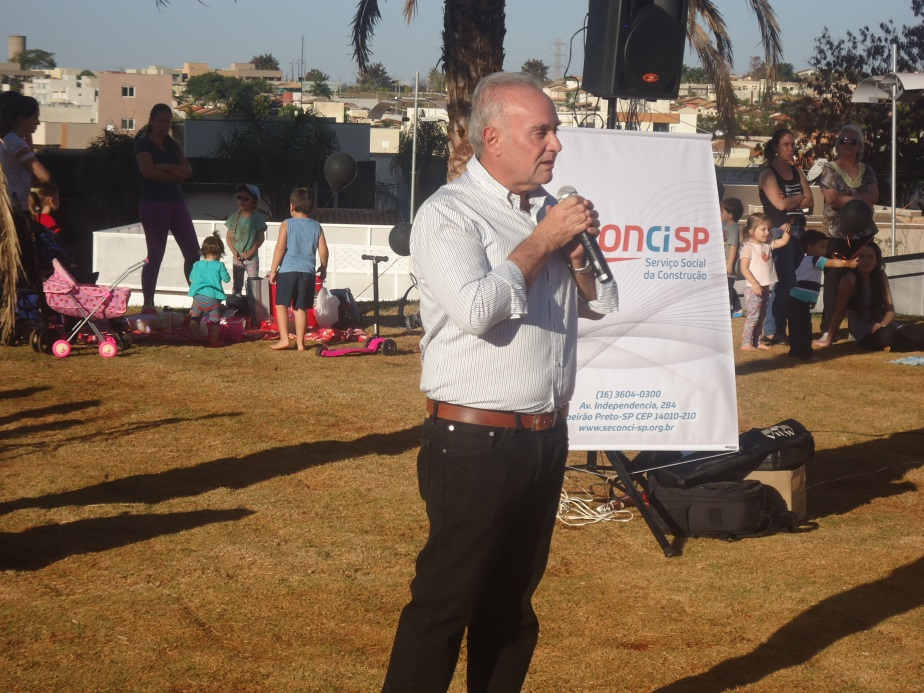 ONCI SP
Serviço Social
da Construção
(16) 3604-0300
Av. Independencia, 284
eirão Preto-SP CEP 14010-210
www.seconci-sp.org.br